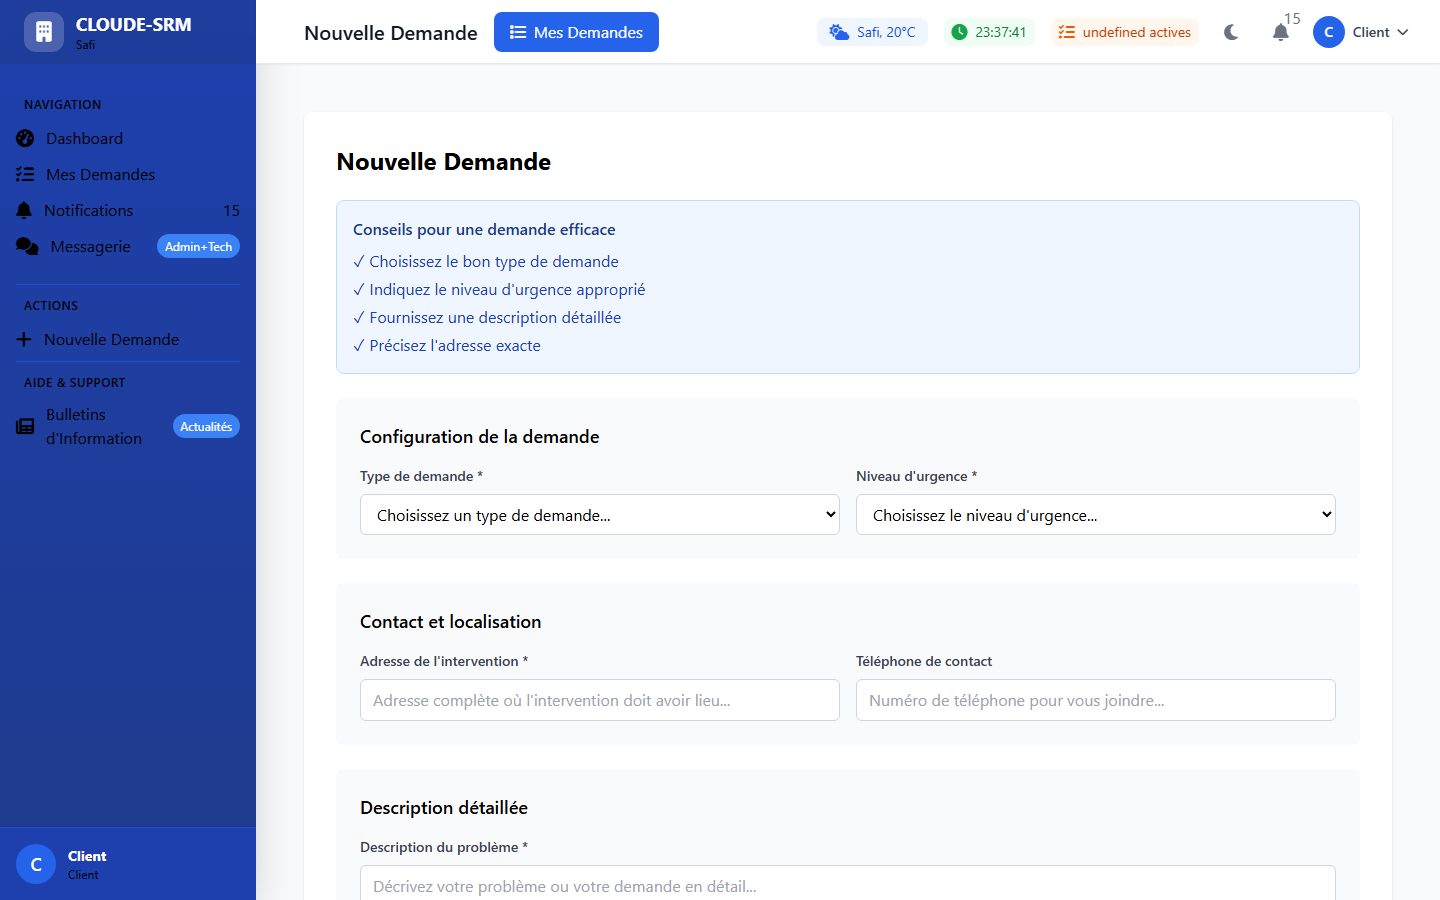 CLOUDE-SRM
Safi
NAVIGATION
Dashboard
Mes Demandes
Notifications 15
Messagerie Admin+Tech
ACTIONS
Nouvelle Demande
AIDE & SUPPORT
Bulletins
d'Information Actualités
C Client
Client
Nouvelle Demande Mes Demandes Safi, 20°C 23:37:41 undefined actives 15 C Client
Nouvelle Demande
Conseils pour une demande efficace
✓ Choisissez le bon type de demande
✓ Indiquez le niveau d'urgence approprié
✓ Fournissez une description détaillée
✓ Précisez l'adresse exacte
Configuration de la demande
Type de demande * Niveau d'urgence *
Choisissez un type de demande... Choisissez le niveau d'urgence...
Contact et localisation
Adresse de l'intervention * Téléphone de contact
Adresse complète où l'intervention doit avoir lieu... Numéro de téléphone pour vous joindre...
Description détaillée
Description du problème *
Décrivez votre problème ou votre demande en détail...